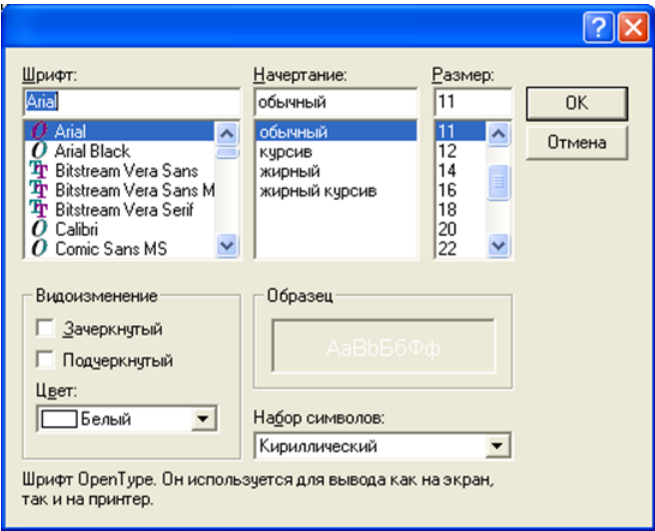 Шрифт:
Arial
Arial
Arial Black
Bitstream Vera Sans
Bitstream Vera Sans M
Bitstream Vera Serif
Calibri
Comic Sans MS
Начертание:
обычный
обычный
курсив
жирный
жирный курсив
Размер:
11
11
12
14
16
18
20
22
OK
Отмена
Видоизменение
Зачеркнутый
Подчеркнутый
Цвет:
Белый
Образец
АаВbБбФф
Набор символов:
Кириллический
Шрифт OpenType. Он используется для вывода как на экран,
так и на принтер.